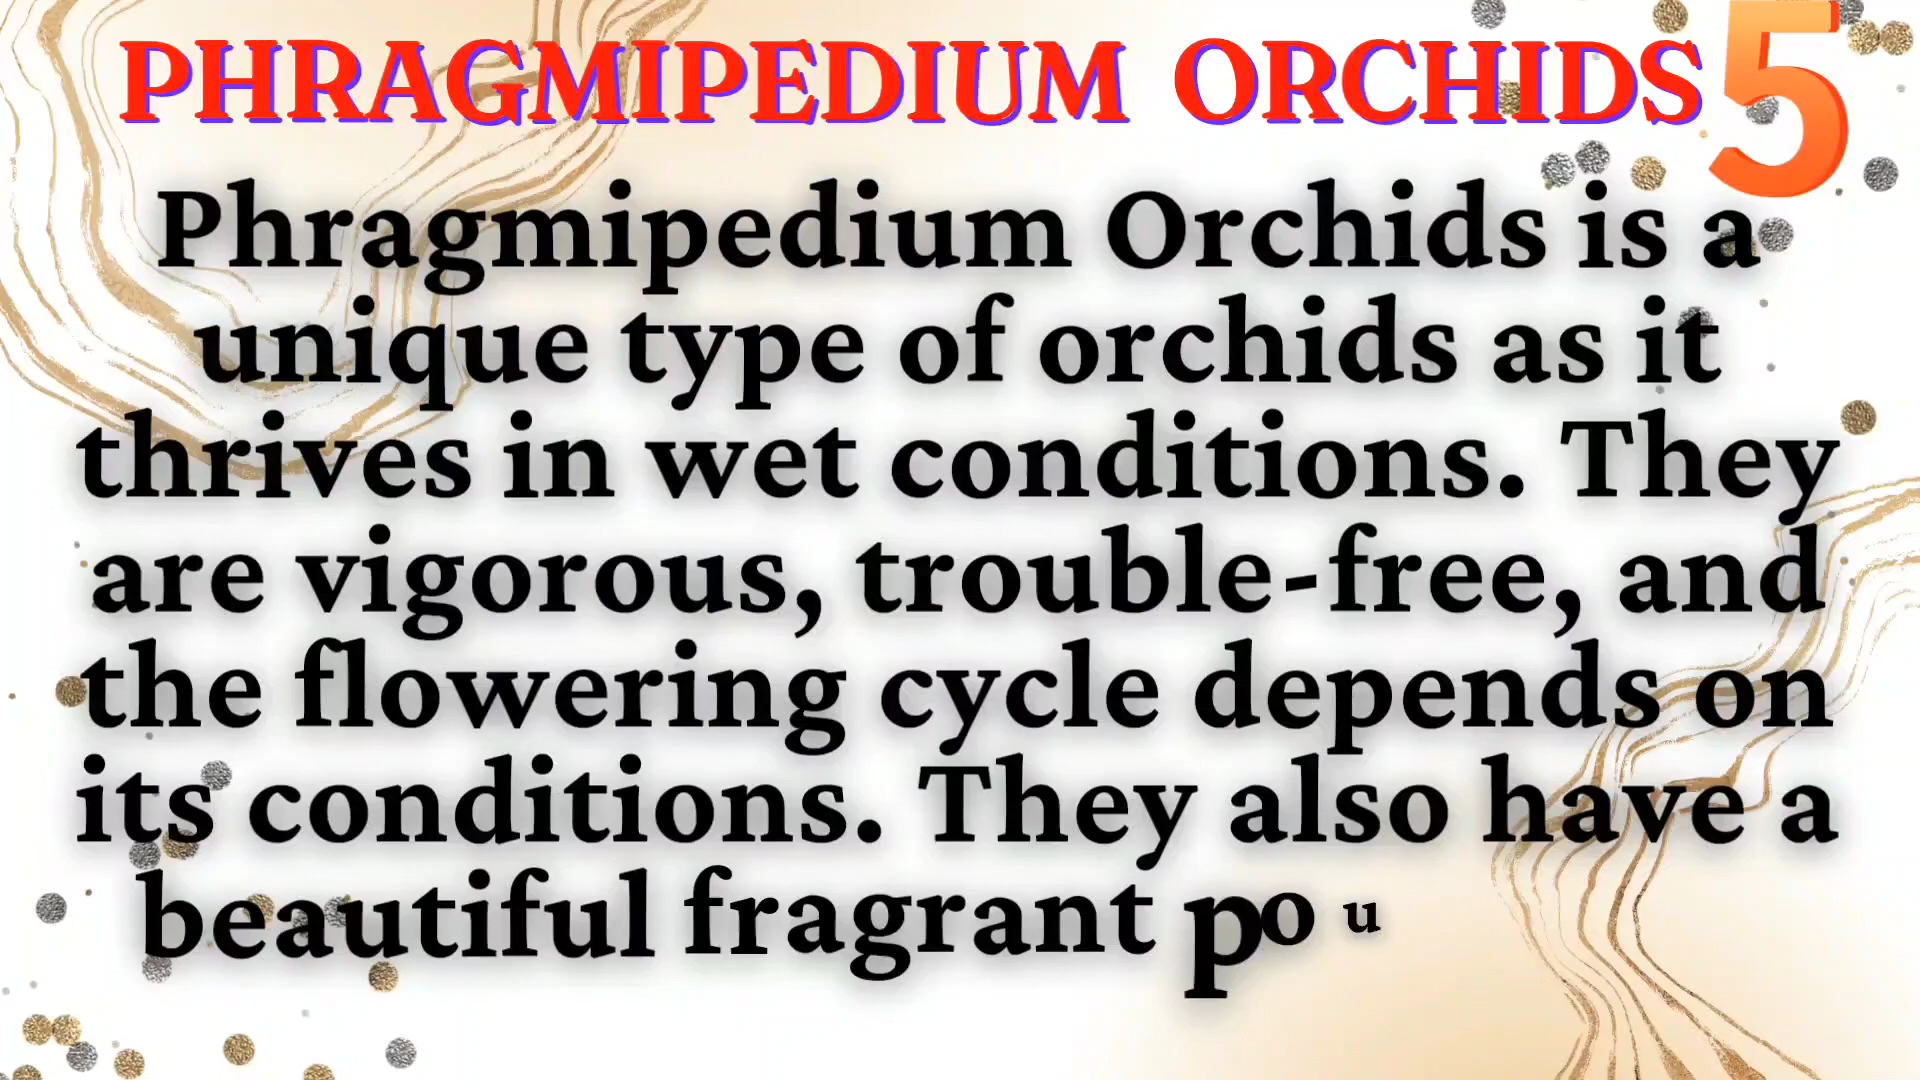 PHRAGMIPEDIUM ORCHIDS 5
Phragmipedium Orchids is a
unique type of orchids as it
thrives in wet conditions. They
are vigorous, trouble-free, and
the flowering cycle depends on
its conditions. They also have a
beautiful fragrant pou